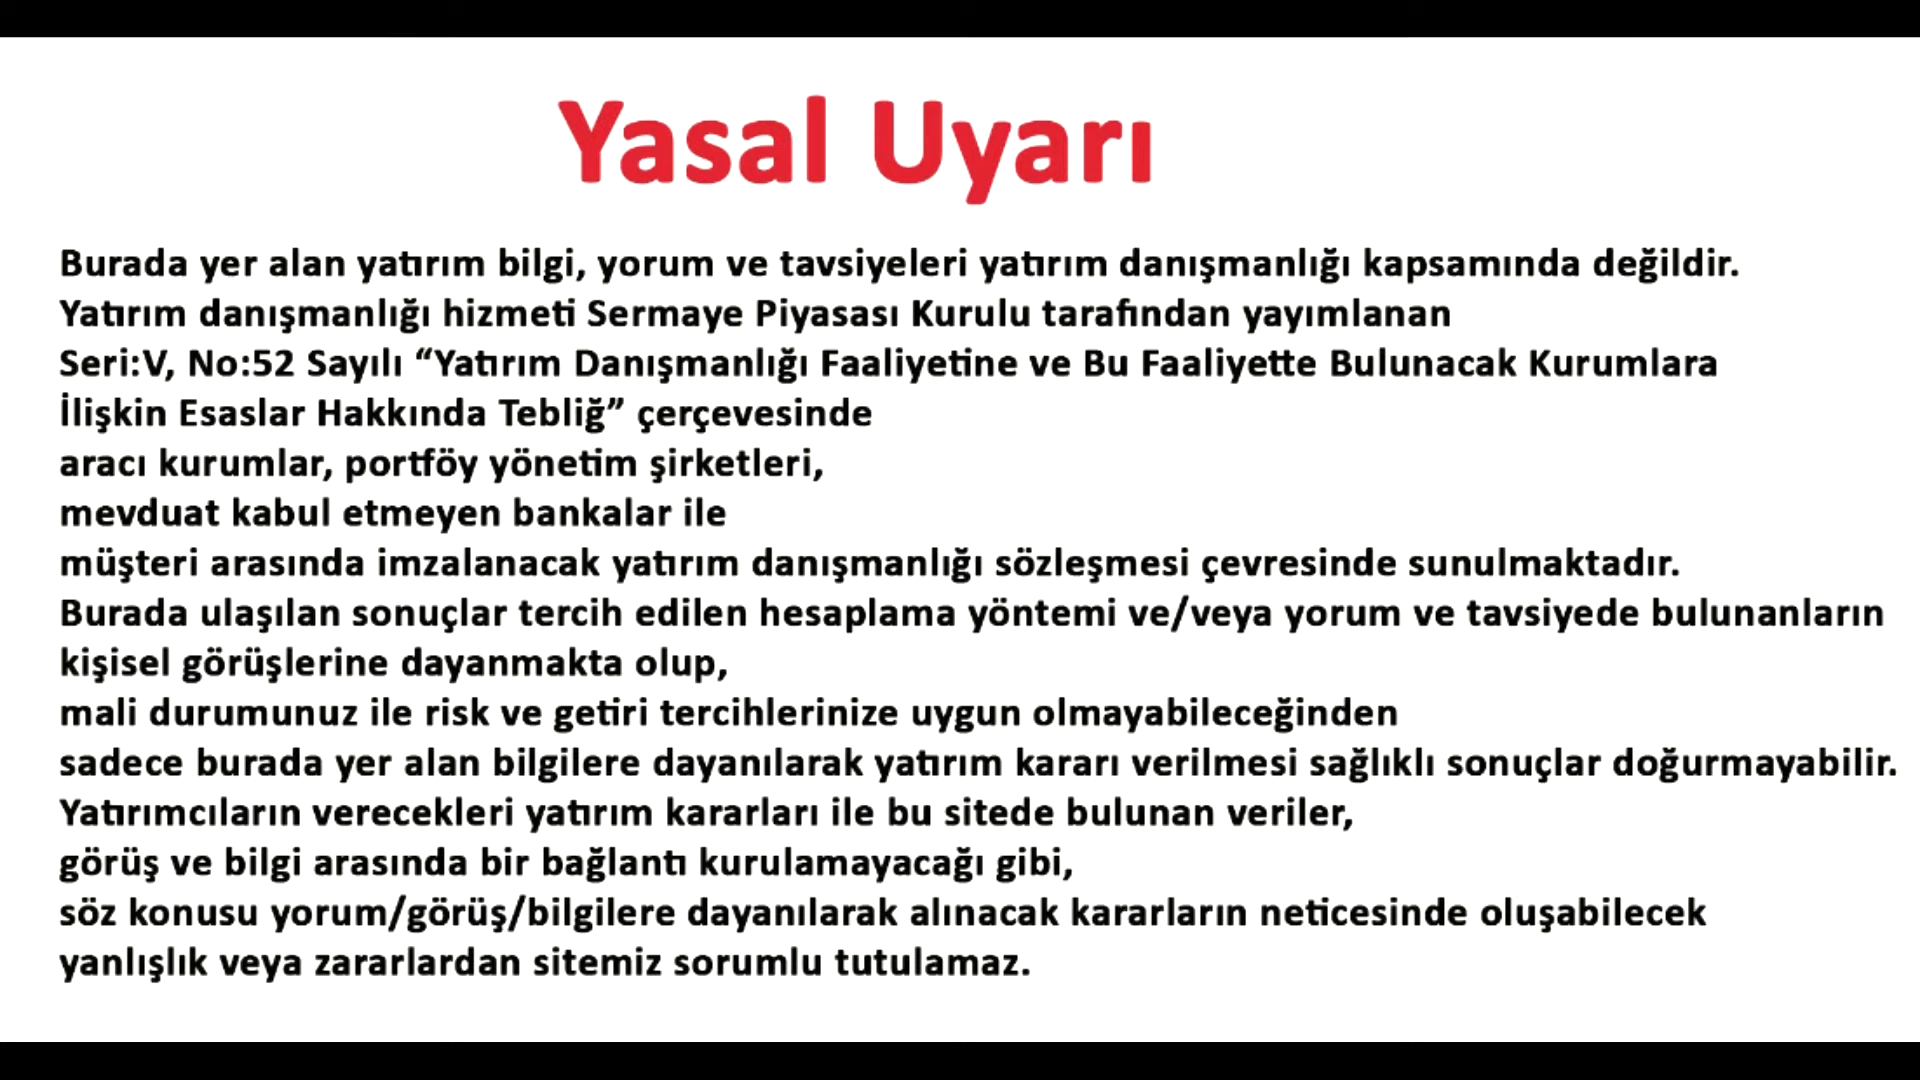 Yasal Uyarı
Burada yer alan yatırım bilgi, yorum ve tavsiyeleri yatırım danışmanlığı kapsamında değildir.
Yatırım danışmanlığı hizmeti Sermaye Piyasası Kurulu tarafından yayımlanan
Seri:V, No:52 Sayılı “Yatırım Danışmanlığı Faaliyetine ve Bu Faaliyette Bulunacak Kurumlara
İlişkin Esaslar Hakkında Tebliğ” çerçevesinde
aracı kurumlar, portföy yönetim şirketleri,
mevduat kabul etmeyen bankalar ile
müşteri arasında imzalanacak yatırım danışmanlığı sözleşmesi çevresinde sunulmaktadır.
Burada ulaşılan sonuçlar tercih edilen hesaplama yöntemi ve/veya yorum ve tavsiyede bulunanların
kişisel görüşlerine dayanmakta olup,
mali durumunuz ile risk ve getiri tercihlerinize uygun olmayabileceğinden
sadece burada yer alan bilgilere dayanılarak yatırım kararı verilmesi sağlıklı sonuçlar doğurmayabilir.
Yatırımcıların verecekleri yatırım kararları ile bu sitede bulunan veriler,
görüş ve bilgi arasında bir bağlantı kurulamayacağı gibi,
söz konusu yorum/görüş/bilgilere dayanılarak alınacak kararların neticesinde oluşabilecek
yanlışlık veya zararlardan sitemiz sorumlu tutulamaz.